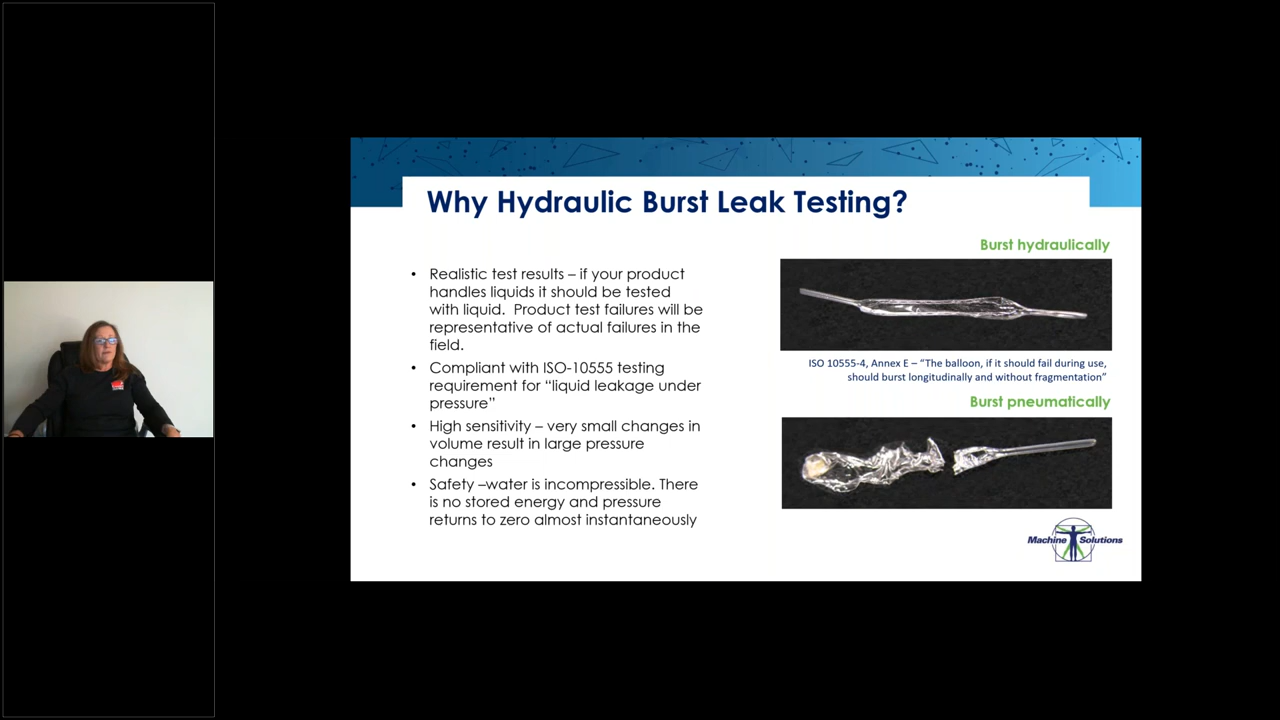 Why Hydraulic Burst Leak Testing?
• Realistic test results – if your product
handles liquids it should be tested
with liquid. Product test failures will be
representative of actual failures in the
field.
• Compliant with ISO-10555 testing
requirement for “liquid leakage under
pressure”
• High sensitivity – very small changes in
volume result in large pressure
changes
• Safety –water is incompressible. There
is no stored energy and pressure
returns to zero almost instantaneously
Burst hydraulically
ISO 10555-4, Annex E – “The balloon, if it should fail during use,
should burst longitudinally and without fragmentation”
Burst pneumatically
Machine Solutions